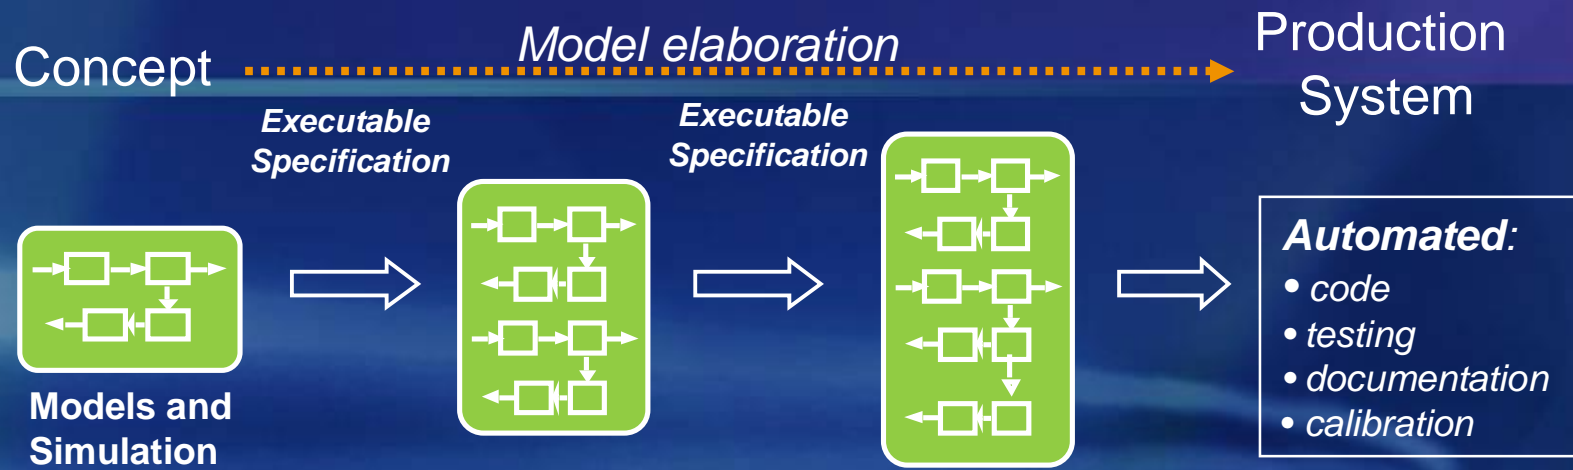 Concept
Model elaboration
Production
System
Executable
Specification
Executable
Specification
Models and
Simulation
Automated:
• code
• testing
• documentation
• calibration